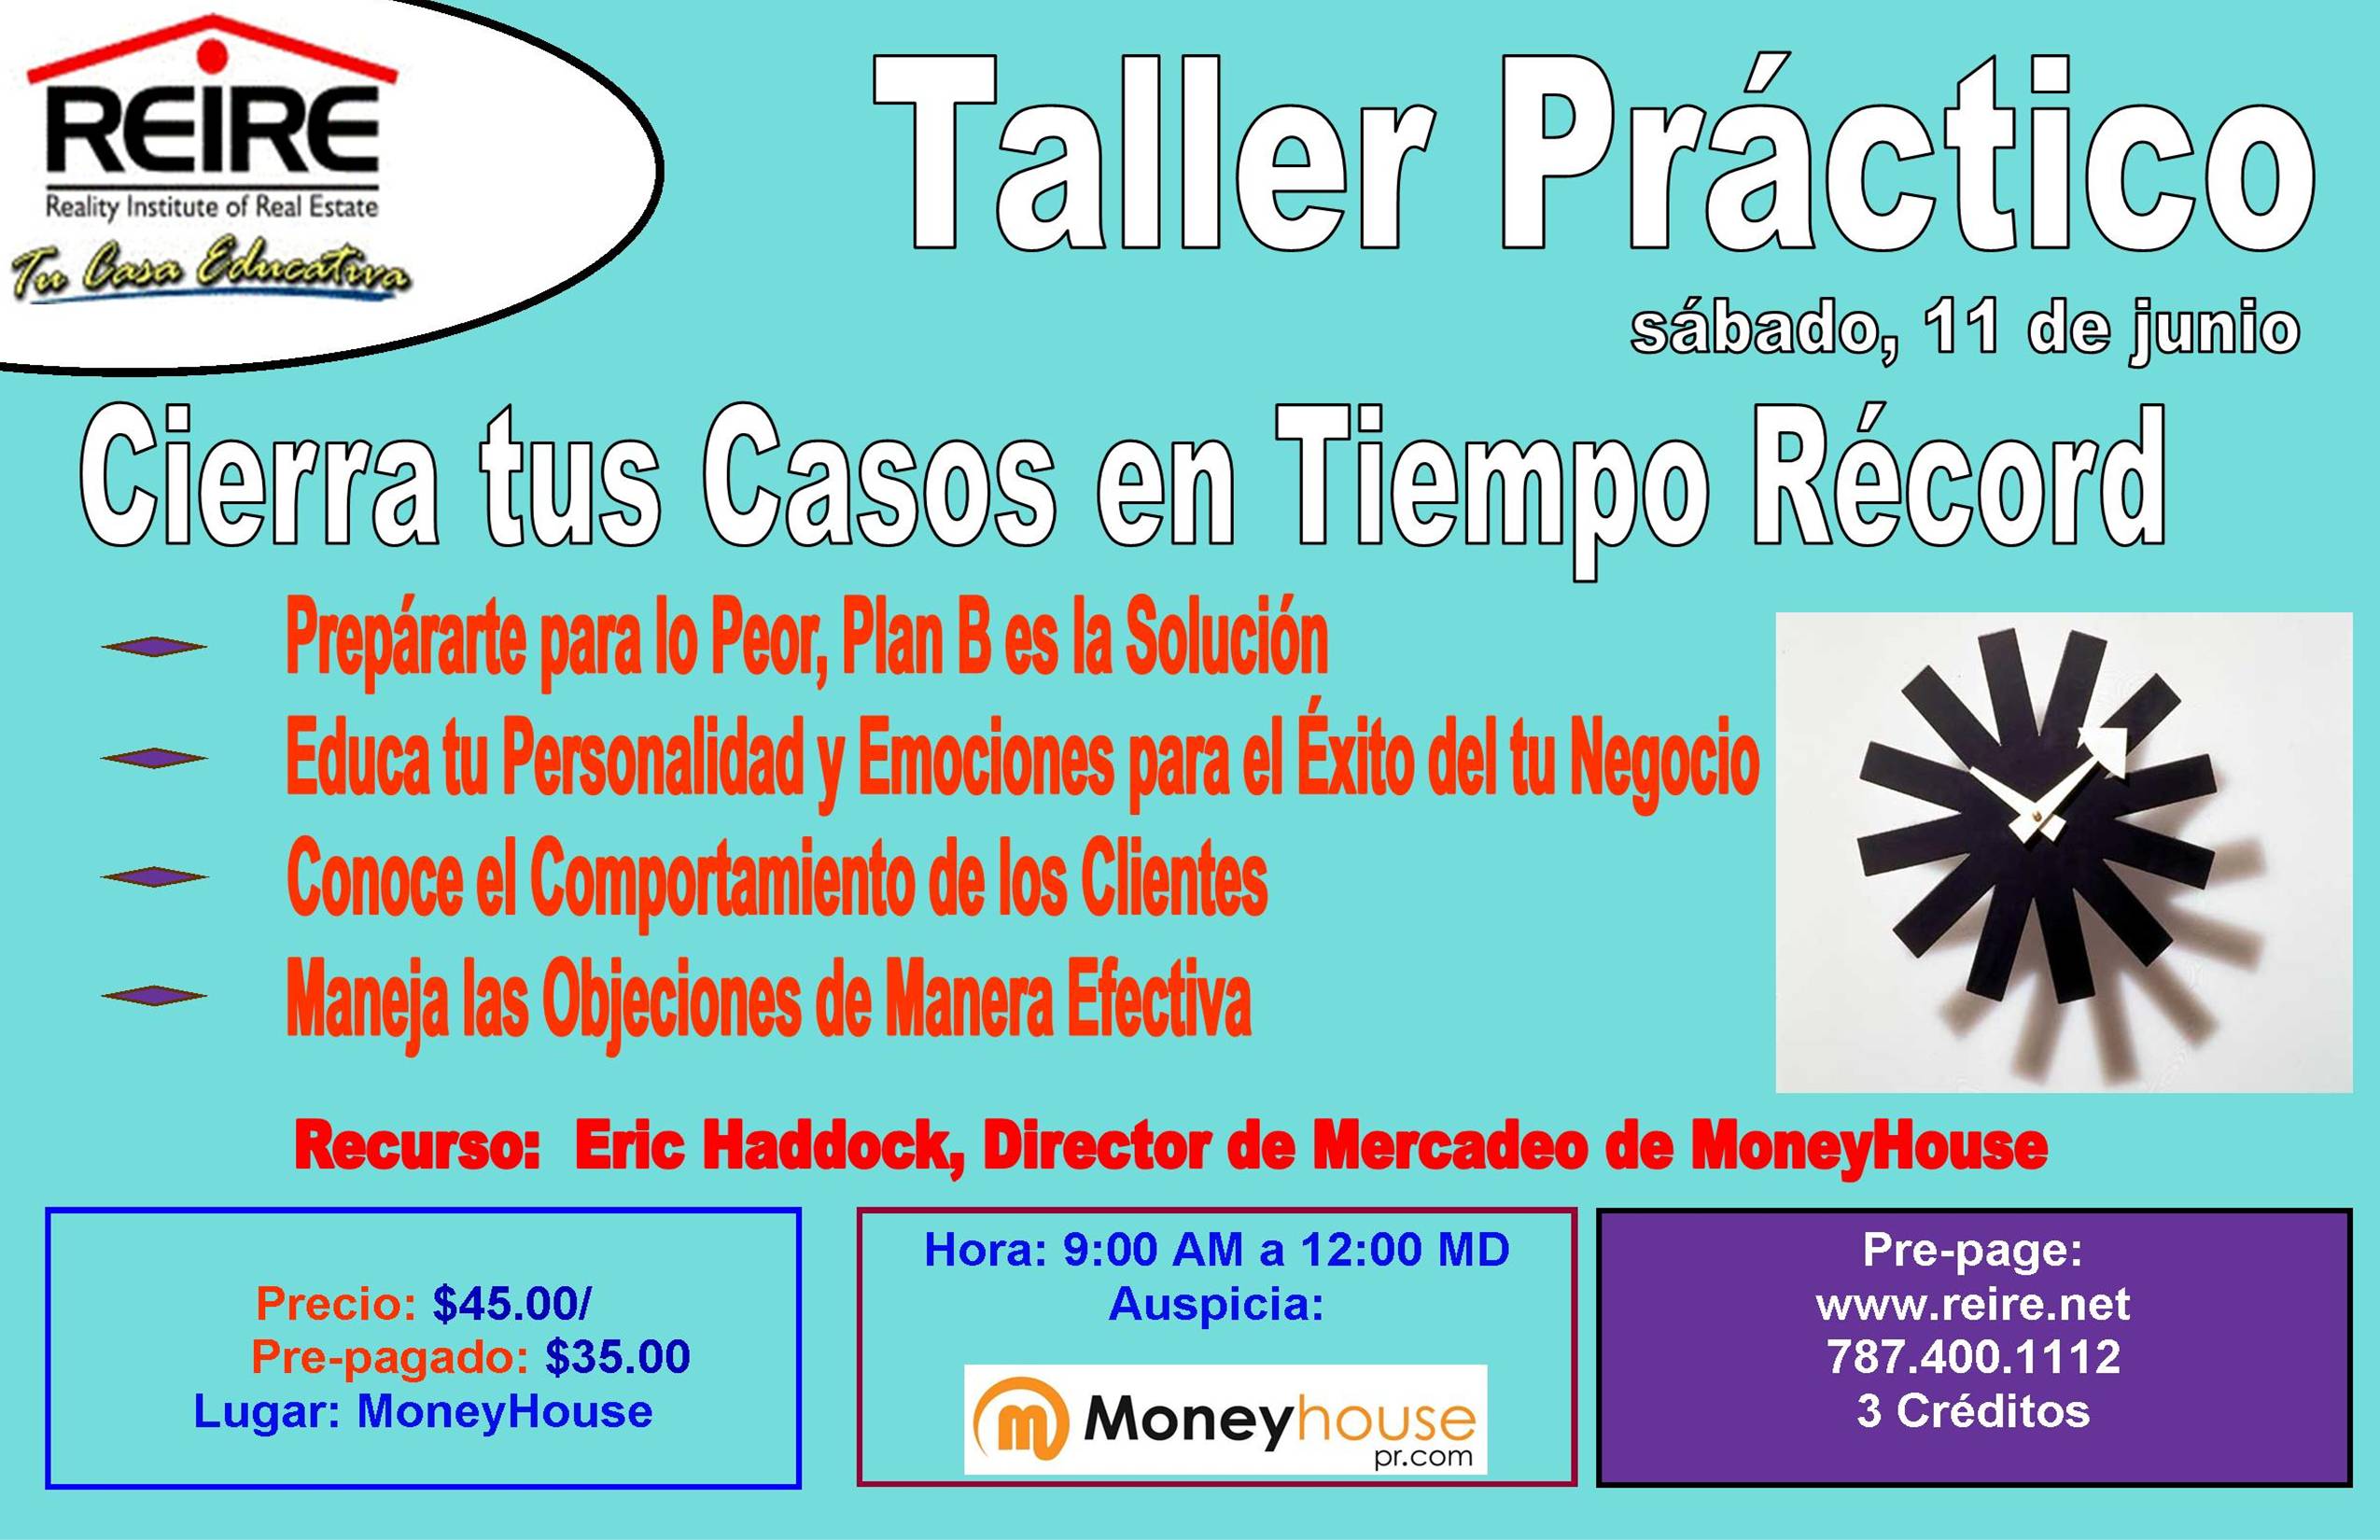 REIRE
Reality Institute of Real Estate
Tu Casa Educativa
Taller Práctico
sábado, 11 de junio
Cierra tus Casos en Tiempo Récord
Prepárarte para lo Peor, Plan B es la Solución
Educa tu Personalidad y Emociones para el Éxito del tu Negocio
Conoce el Comportamiento de los Clientes
Maneja las Objeciones de Manera Efectiva
Recurso: Eric Haddock, Director de Mercadeo de MoneyHouse
Precio: $45.00/
Pre-pagado: $35.00
Lugar: MoneyHouse
Hora: 9:00 AM a 12:00 MD
Auspicia:
m Moneyhouse
pr.com
Pre-page:
www.reire.net
787.400.1112
3 Créditos